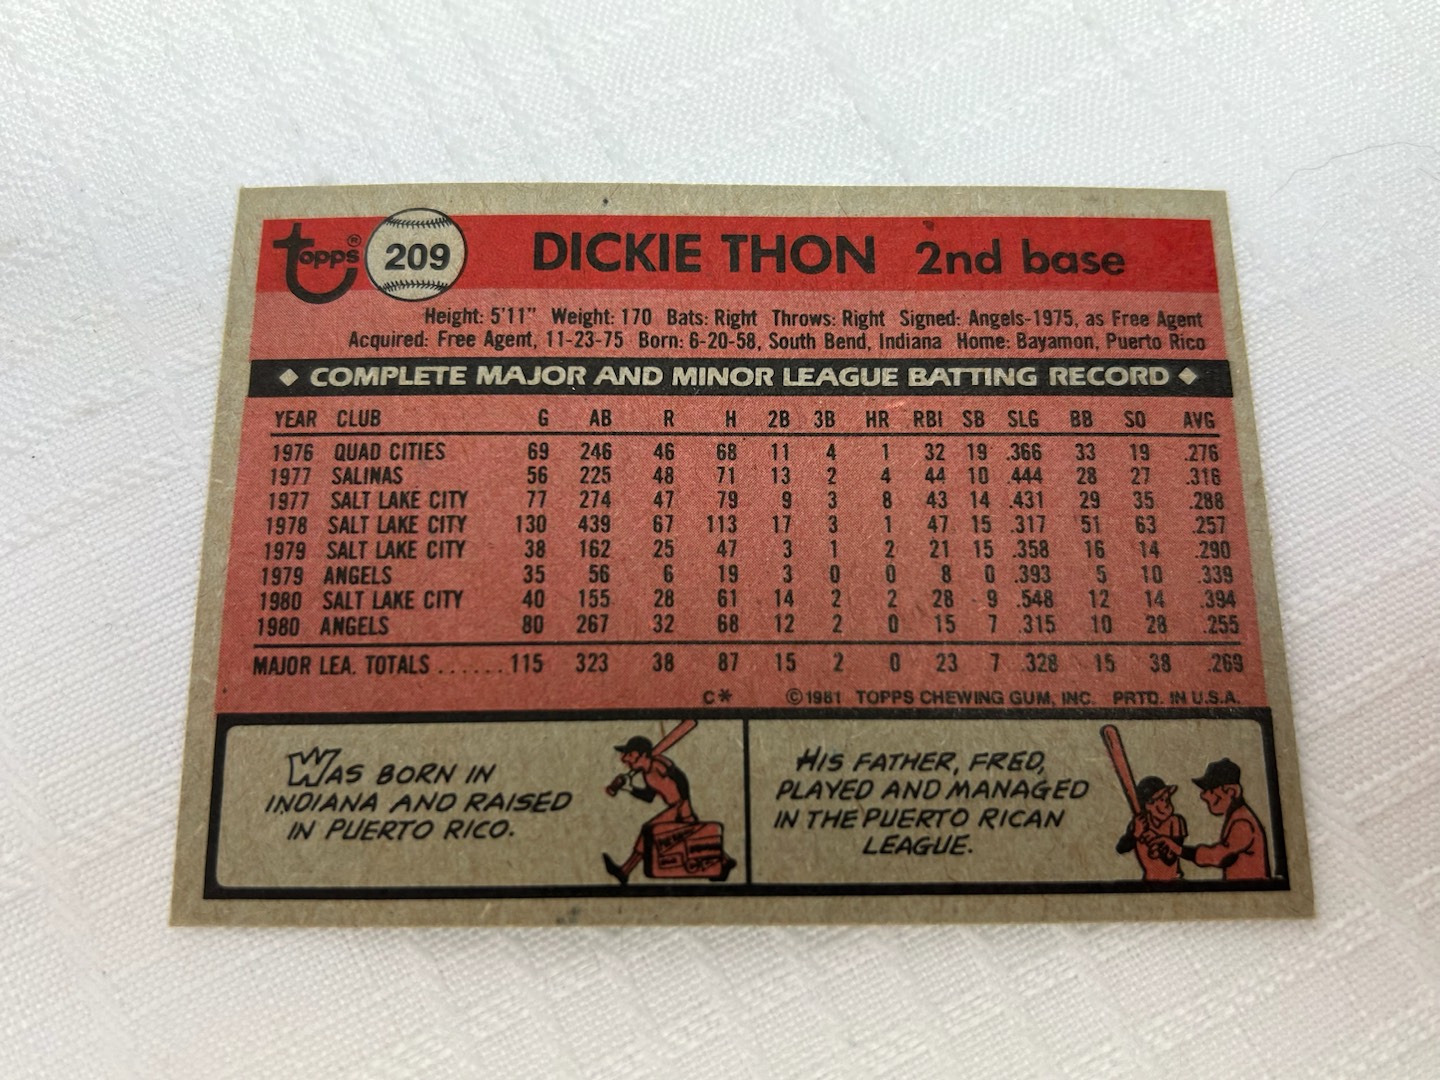 topps® 209 DICKIE THON 2nd base
Height: 5'11" Weight: 170 Bats: Right Throws: Right Signed: Angels-1975, as Free Agent
Acquired: Free Agent, 11-23-75 Born: 6-20-58, South Bend, Indiana Home: Bayamon, Puerto Rico
◆ COMPLETE MAJOR AND MINOR LEAGUE BATTING RECORD ◆
YEAR CLUB G AB R H 2B 3B HR RBI SB SLG BB SO AVG
1976 QUAD CITIES 69 246 46 68 11 4 1 32 19 .366 33 19 .276
1977 SALINAS 56 225 48 71 13 2 4 44 10 .444 28 27 .316
1977 SALT LAKE CITY 77 274 47 79 9 3 8 43 14 .431 29 35 .288
1978 SALT LAKE CITY 130 439 67 113 17 3 1 47 15 .317 51 63 .257
1979 SALT LAKE CITY 38 162 25 47 3 1 2 21 15 .358 16 14 .290
1979 ANGELS 35 56 6 19 3 0 0 8 0 .393 5 10 .339
1980 SALT LAKE CITY 40 155 28 61 14 2 2 28 9 .548 12 14 .394
1980 ANGELS 80 267 32 68 12 2 0 15 7 .315 10 28 .255
MAJOR LEA. TOTALS ...... 115 323 38 87 15 2 0 23 7 .328 15 38 .269
C* ©1981 TOPPS CHEWING GUM, INC. PRTD. IN U.S.A.
WAS BORN IN
INDIANA AND RAISED
IN PUERTO RICO.
HIS FATHER, FRED,
PLAYED AND MANAGED
IN THE PUERTO RICAN
LEAGUE.